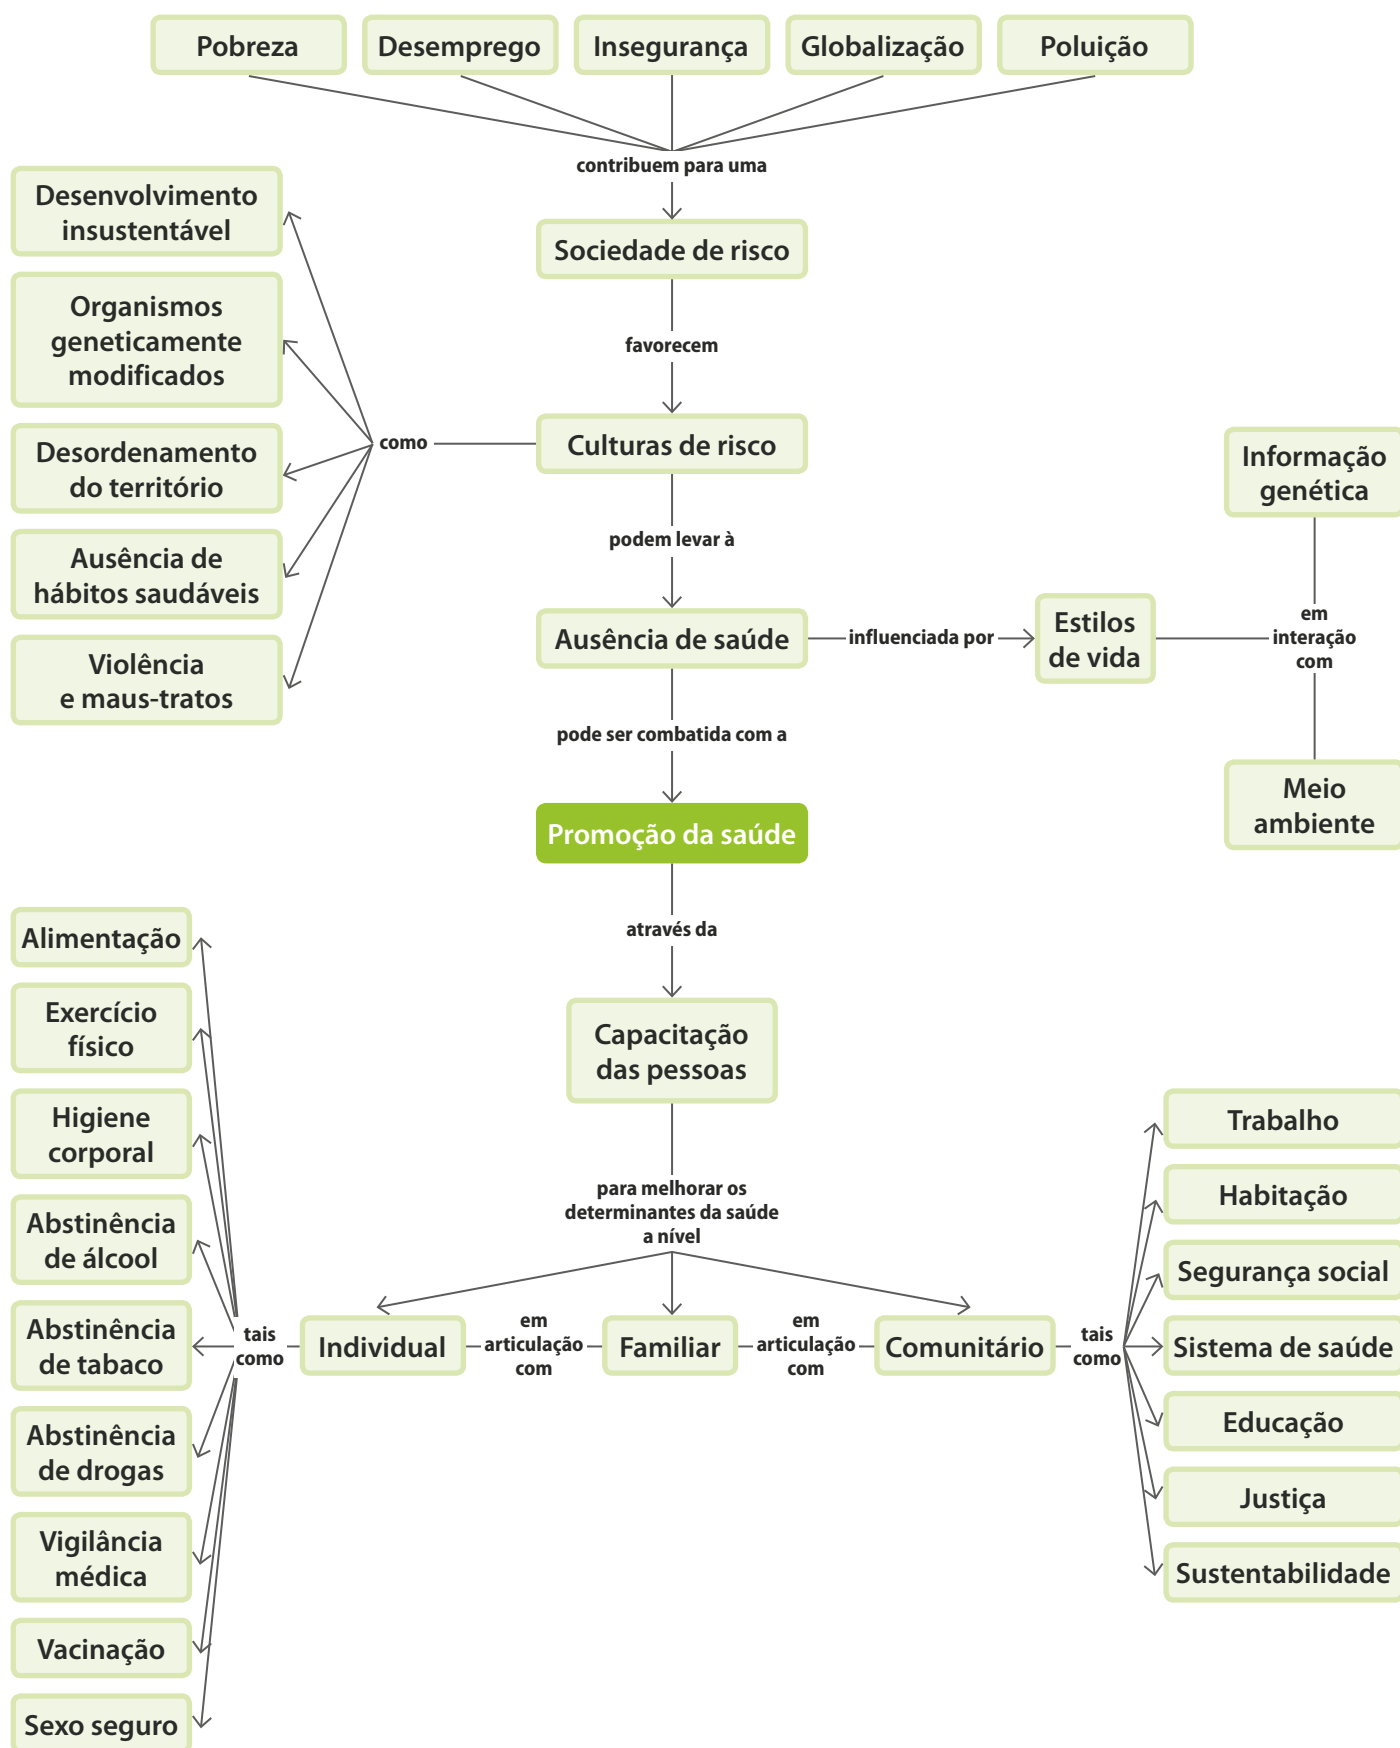 Pobreza
Desemprego
Insegurança
Globalização
Poluição
contribuem para uma
Sociedade de risco
favorecem
Culturas de risco
como
Desenvolvimento
insustentável
Organismos
geneticamente
modificados
Desordenamento
do território
Ausência de
hábitos saudáveis
Violência
e maus-tratos
podem levar à
Ausência de saúde
influenciada por
Estilos
de vida
em
interação
com
Informação
genética
Meio
ambiente
pode ser combatida com a
Promoção da saúde
através da
Capacitação
das pessoas
para melhorar os
determinantes da saúde
a nível
Individual
em
articulação
com
Familiar
em
articulação
com
Comunitário
tais
como
Alimentação
Exercício
físico
Higiene
corporal
Abstinência
de álcool
Abstinência
de tabaco
Abstinência
de drogas
Vigilância
médica
Vacinação
Sexo seguro
tais
como
Trabalho
Habitação
Segurança social
Sistema de saúde
Educação
Justiça
Sustentabilidade